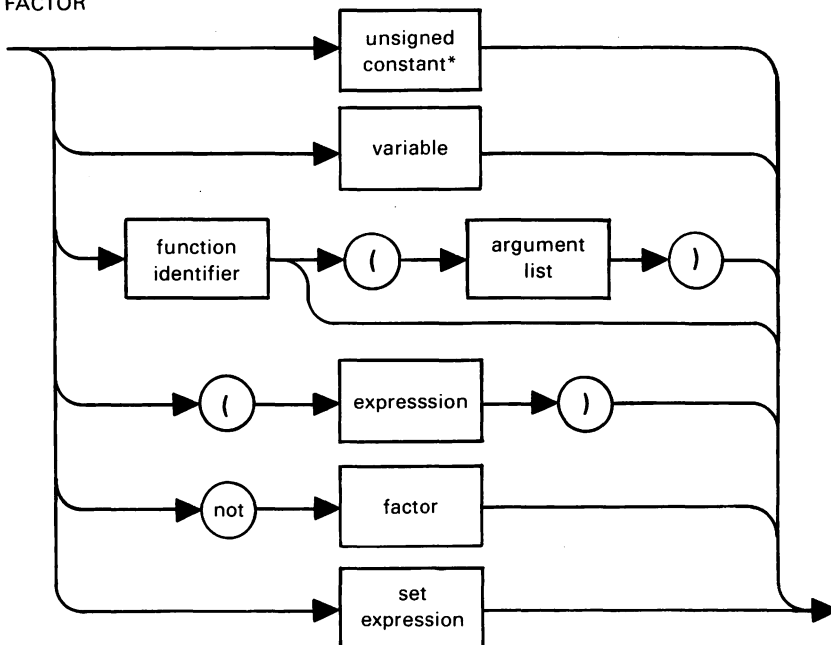 FACTOR
unsigned
constant*
variable
function
identifier
(
argument
list
)
(
expresssion
)
not
factor
set
expression